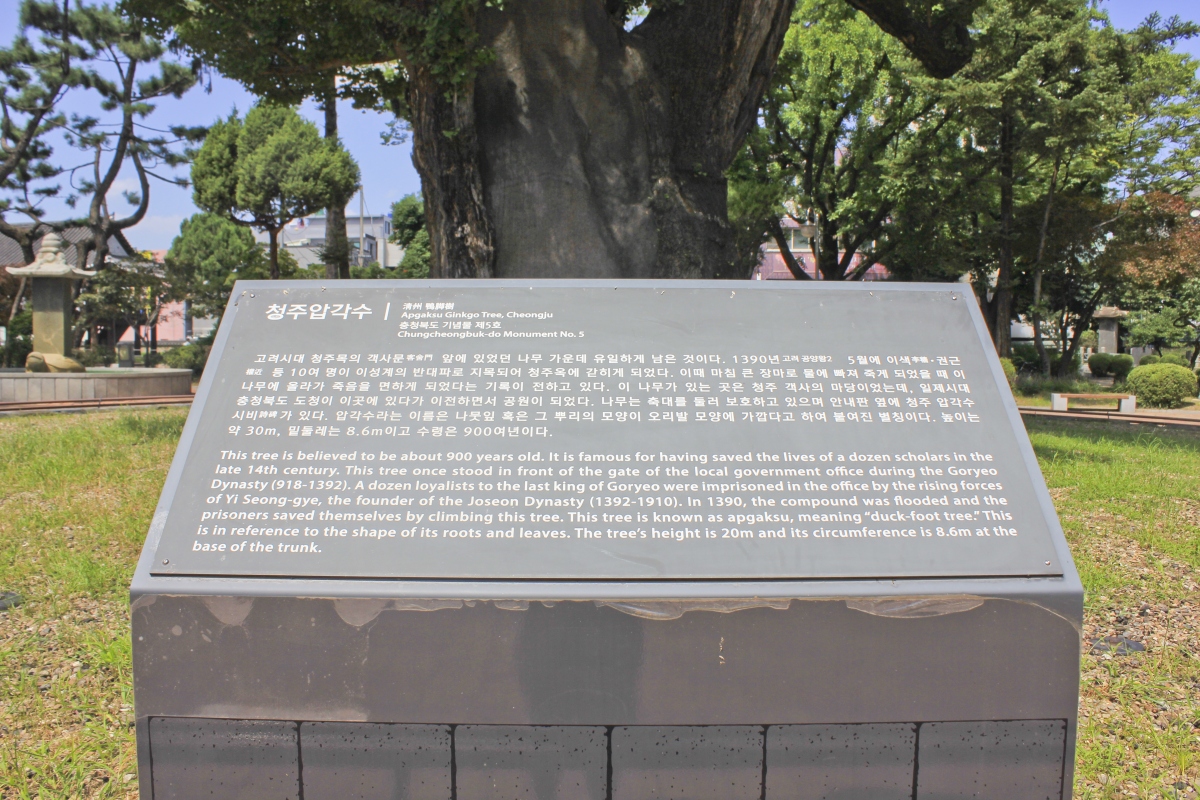 청주압각수
清州 鴨脚樹
Apgaksu Ginkgo Tree, Cheongju
충청북도 기념물 제5호
Chungcheongbuk-do Monument No. 5
고려시대 청주목의 객사문客舍門 앞에 있었던 나무 가운데 유일하게 남은 것이다. 1390년고려 공양왕2 5월에 이색李穡·권근
權近 등 10여 명이 이성계의 반대파로 지목되어 청주옥에 갇히게 되었다. 이때 마침 큰 장마로 물에 빠져 죽게 되었을 때 이
나무에 올라가 죽음을 면하게 되었다는 기록이 전하고 있다. 이 나무가 있는 곳은 청주 객사의 마당이었는데, 일제시대
충청북도 도청이 이곳에 있다가 이전하면서 공원이 되었다. 나무는 축대를 둘러 보호하고 있으며 안내판 옆에 청주 압각수
시비詩碑가 있다. 압각수라는 이름은 나뭇잎 혹은 그 뿌리의 모양이 오리발 모양에 가깝다고 하여 붙여진 별칭이다. 높이는
약 30m, 밑둘레는 8.6m이고 수령은 900여년이다.
This tree is believed to be about 900 years old. It is famous for having saved the lives of a dozen scholars in the
late 14th century. This tree once stood in front of the gate of the local government office during the Goryeo
Dynasty (918-1392). A dozen loyalists to the last king of Goryeo were imprisoned in the office by the rising forces
of Yi Seong-gye, the founder of the Joseon Dynasty (1392-1910). In 1390, the compound was flooded and the
prisoners saved themselves by climbing this tree. This tree is known as apgaksu, meaning “duck-foot tree.” This
is in reference to the shape of its roots and leaves. The tree’s height is 20m and its circumference is 8.6m at the
base of the trunk.